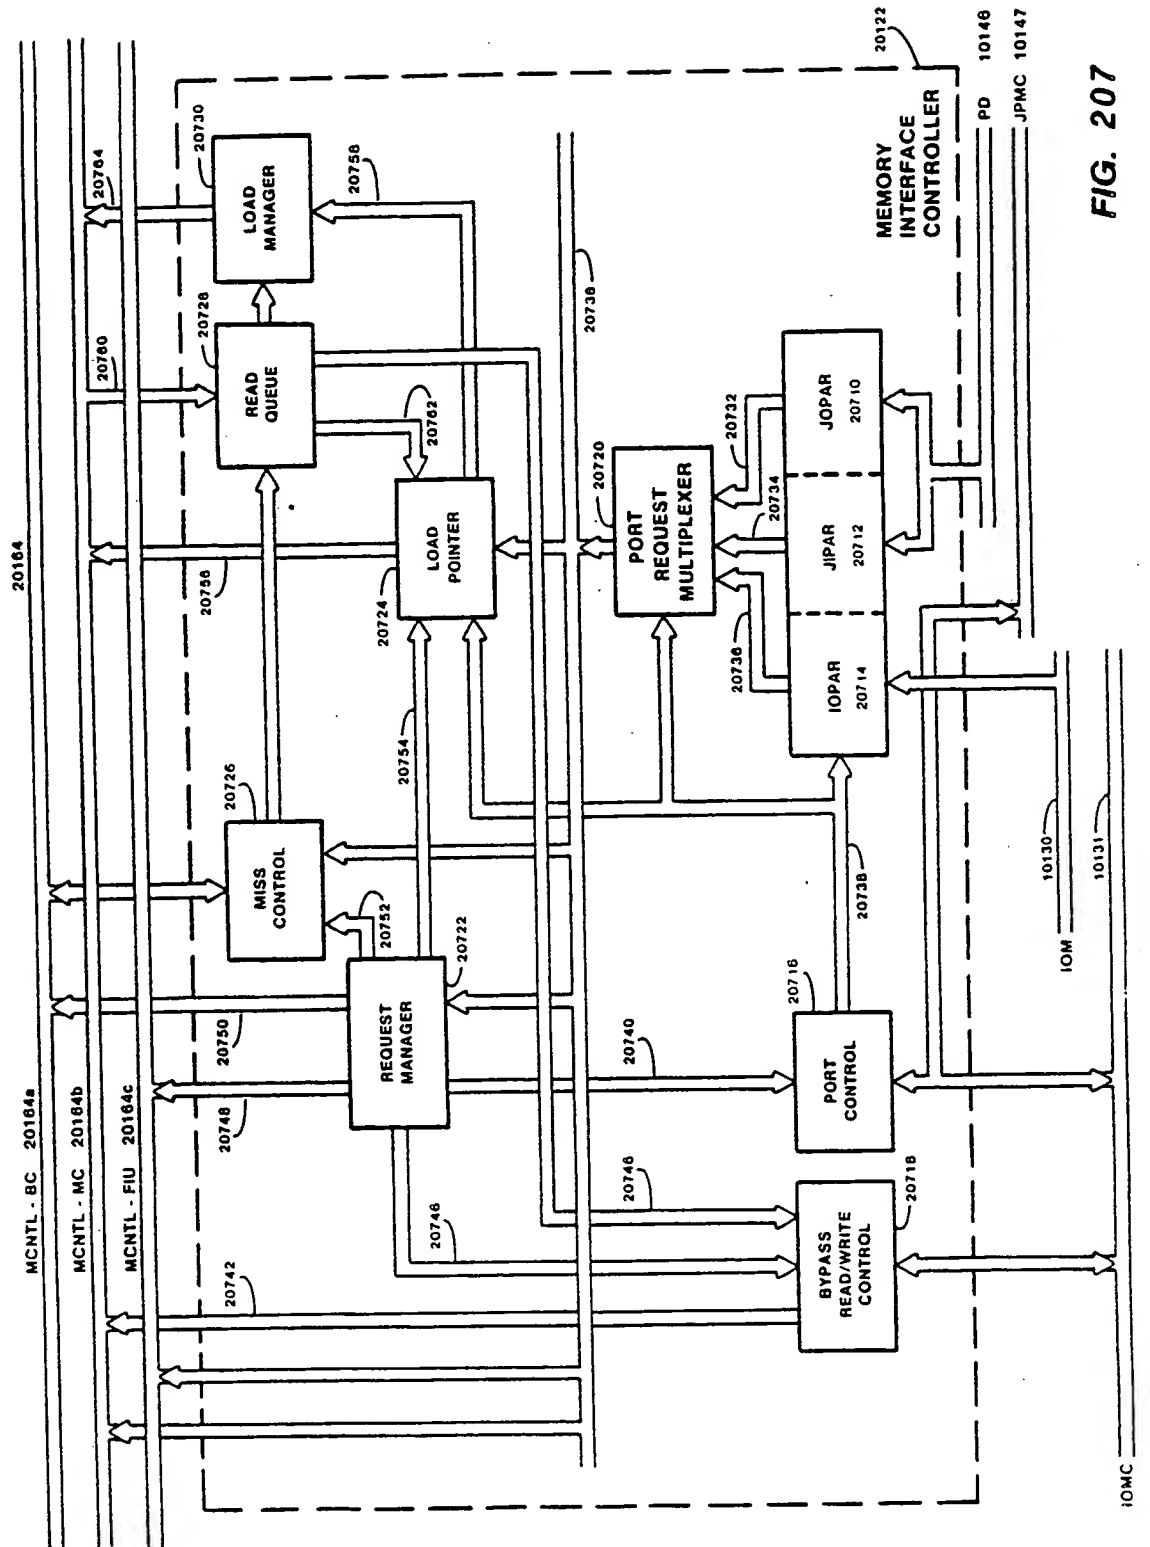 20164
MCNTL - BC 20164a
MCNTL - MC 20164b
MCNTL - FIU 20164c
20742
20748
20750
20756
20760
20764
20726
MISS
CONTROL
20752
20728
READ
QUEUE
20730
LOAD
MANAGER
20758
20762
20724
LOAD
POINTER
20754
REQUEST
MANAGER
20722
20746
20740
20746
20738
20720
PORT
REQUEST
MULTIPLEXER
20736
20734
20732
IOPAR
20714
JIPAR
20712
JOPAR
20710
20716
PORT
CONTROL
20738
BYPASS
READ/WRITE
CONTROL
20718
MEMORY
INTERFACE
CONTROLLER
20122
PD 10146
JPMC 10147
10130
IOM
10131
IOMC
FIG. 207